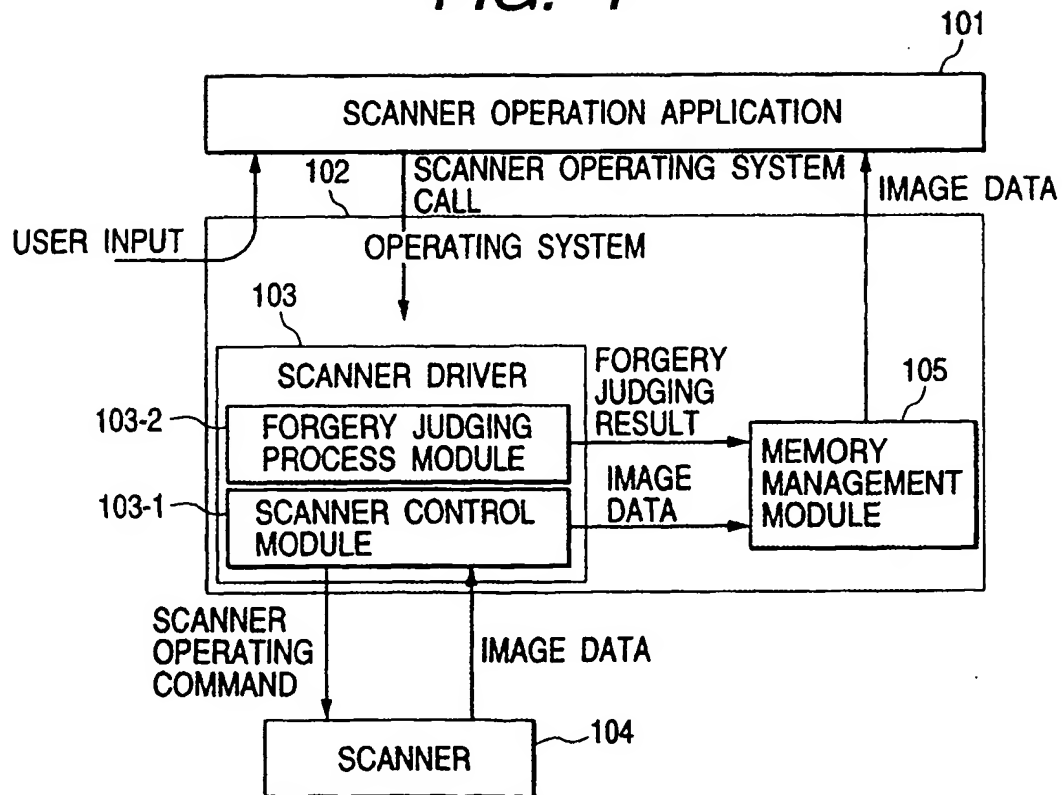 FIG.
101
SCANNER OPERATION APPLICATION
102
SCANNER OPERATING SYSTEM
CALL
IMAGE DATA
USER INPUT
OPERATING SYSTEM
103
SCANNER DRIVER
FORGERY
JUDGING
RESULT
105
103-2
FORGERY JUDGING
PROCESS MODULE
MEMORY
MANAGEMENT
MODULE
IMAGE
DATA
103-1
SCANNER CONTROL
MODULE
SCANNER
OPERATING
COMMAND
IMAGE DATA
SCANNER
104